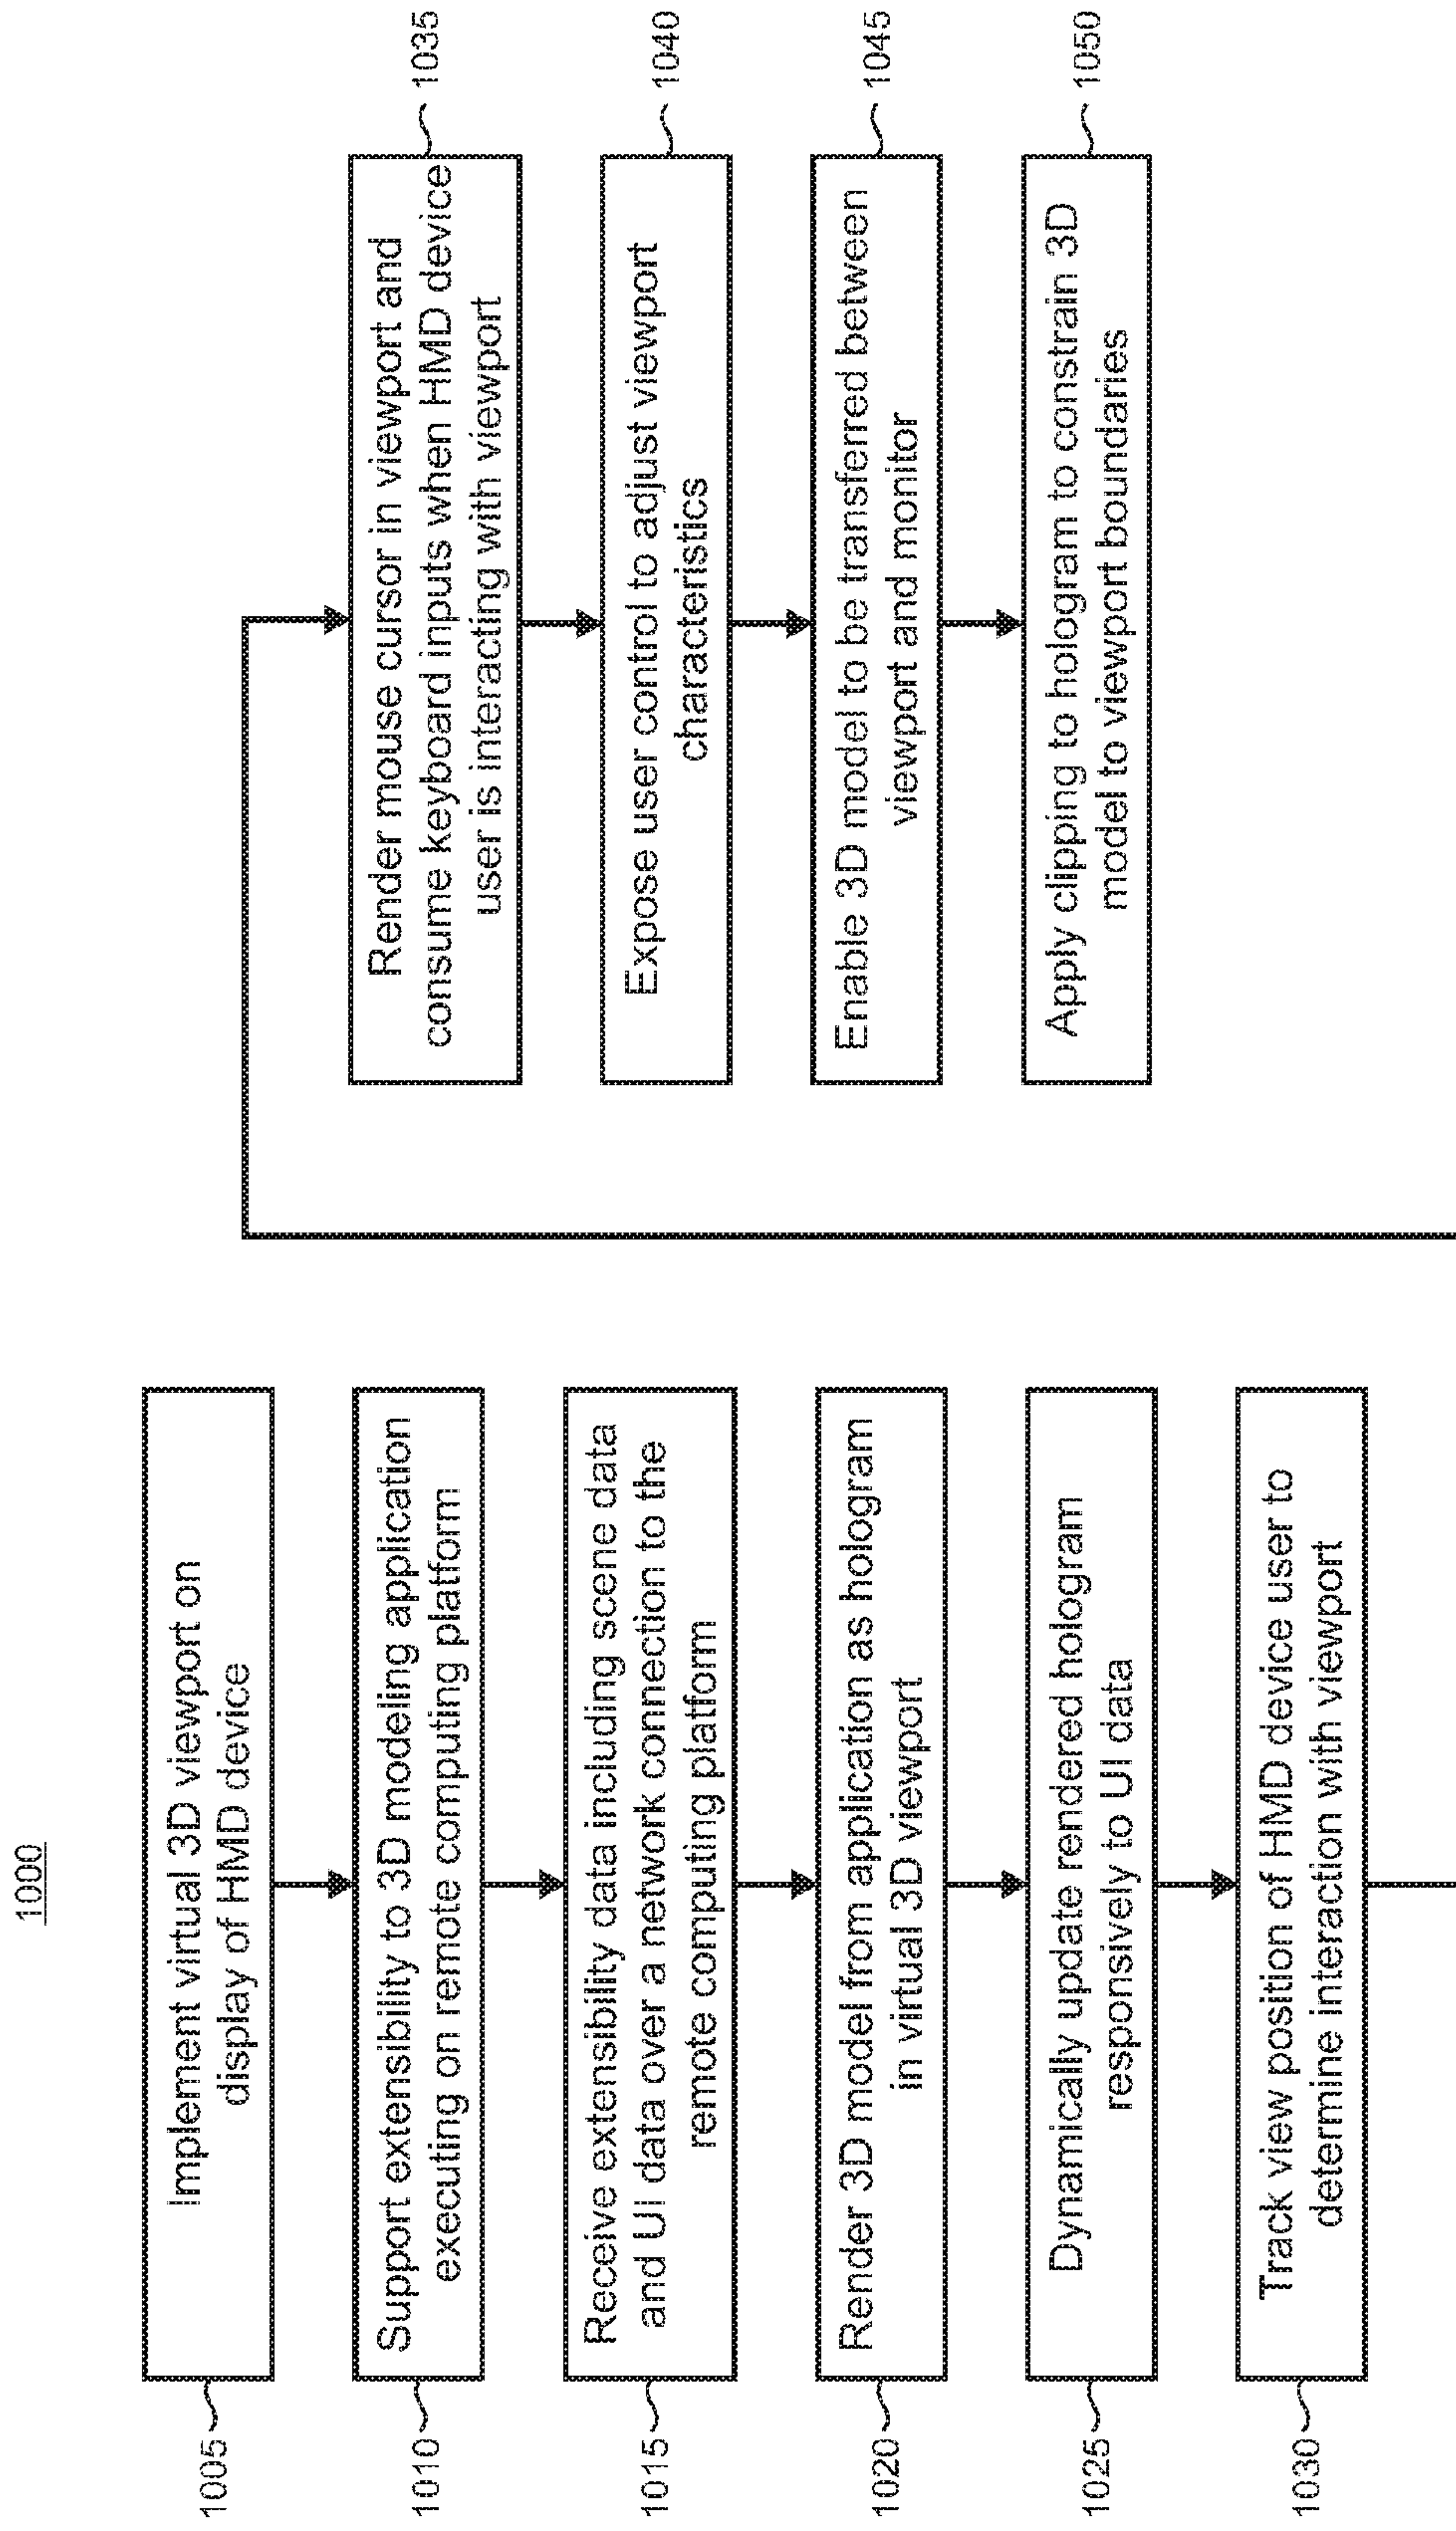 1000
1005
Implement virtual 3D viewport on
display of HMD device
1010
Support extensibility to 3D modeling application
executing on remote computing platform
1015
Receive extensibility data including scene data
and UI data over a network connection to the
remote computing platform
1020
Render 3D model from application as hologram
in virtual 3D viewport
1025
Dynamically update rendered hologram
responsively to UI data
1030
Track view position of HMD device user to
determine interaction with viewport
Render mouse cursor in viewport and
consume keyboard inputs when HMD device
user is interacting with viewport
1035
Expose user control to adjust viewport
characteristics
1040
Enable 3D model to be transferred between
viewport and monitor
1045
Apply clipping to hologram to constrain 3D
model to viewport boundaries
1050